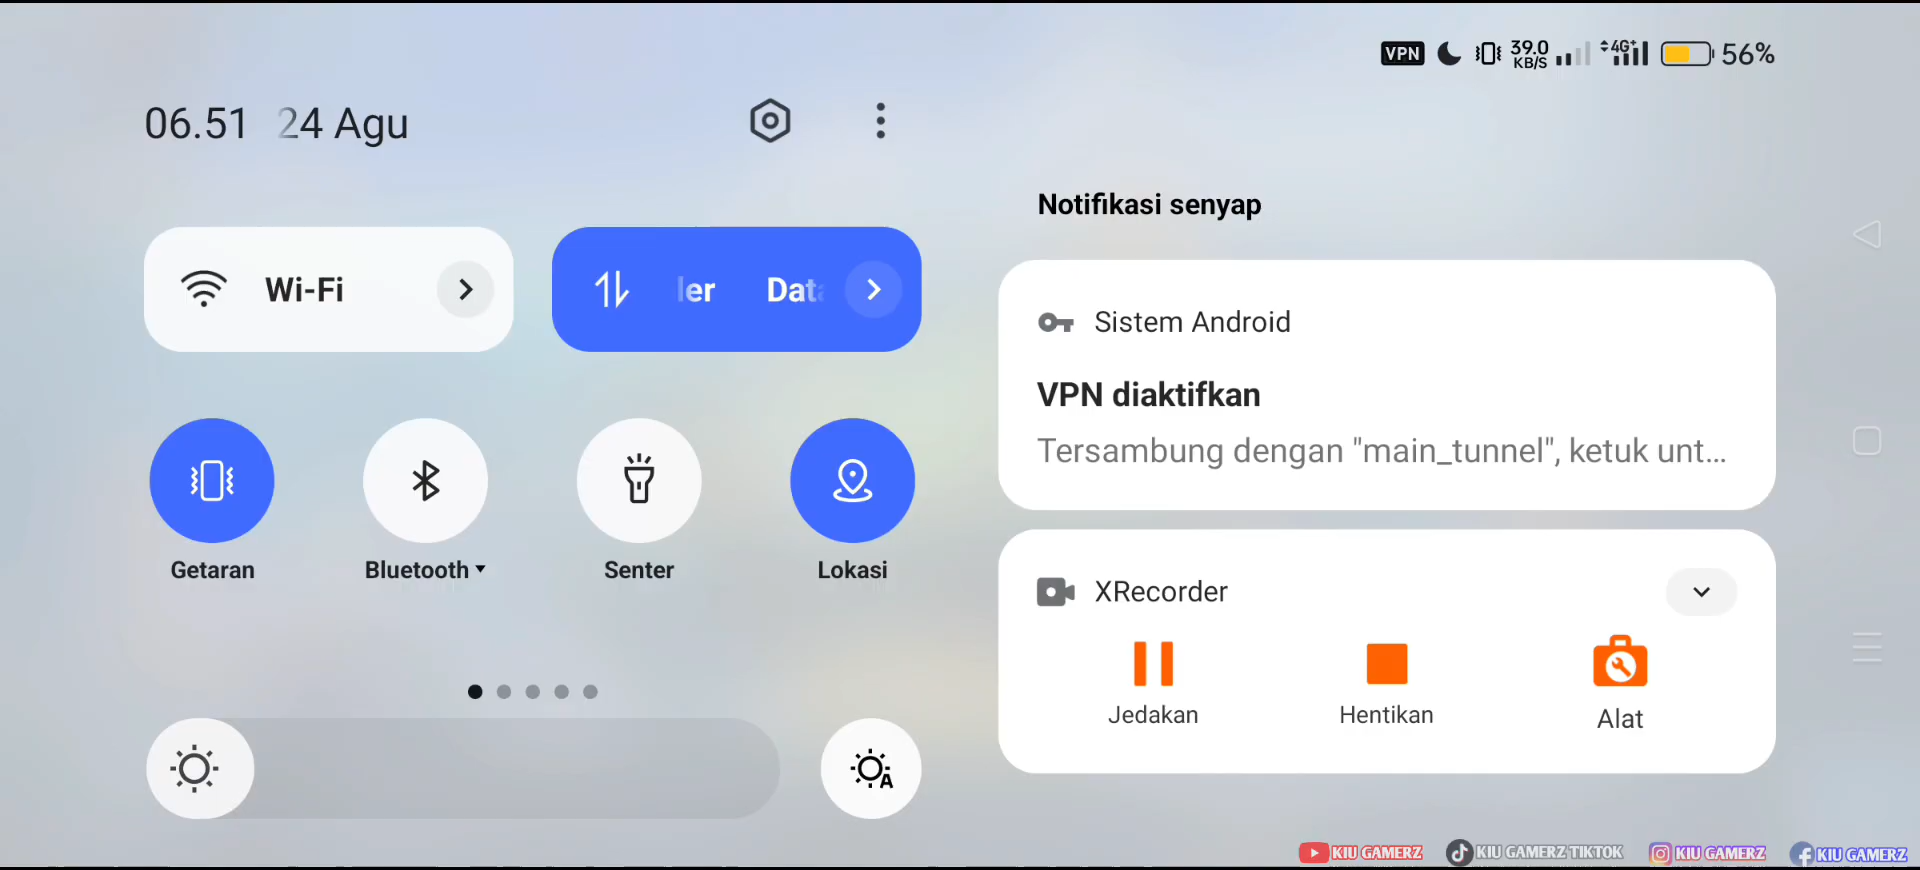 VPN 39.0 KB/S 4G+ 56%
06.51 24 Agu
Notifikasi senyap
Wi-Fi
ler Data
Sistem Android
VPN diaktifkan
Tersambung dengan "main_tunnel", ketuk unt...
Getaran
Bluetooth
Senter
Lokasi
XRecorder
Jedakan
Hentikan
Alat
A
KIU GAMERZ
KIU GAMERZ TIKTOK
KIU GAMERZ
KIU GAMERZ